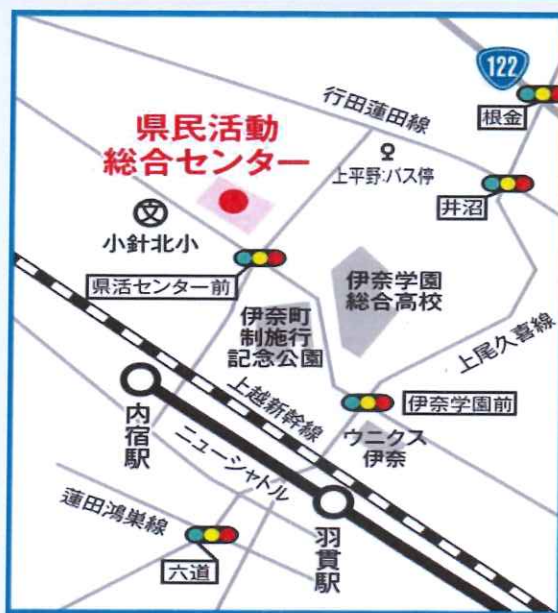 122
行田蓮田線
根金
県民活動
総合センター
上平野:バス停
井沼
文
小針北小
県活センター前
伊奈学園
総合高校
伊奈町
制施行
記念公園
上尾久喜線
上越新幹線
伊奈学園前
内宿駅
ニューシャトル
ウニクス
伊奈
蓮田鴻巣線
羽貫駅
六道